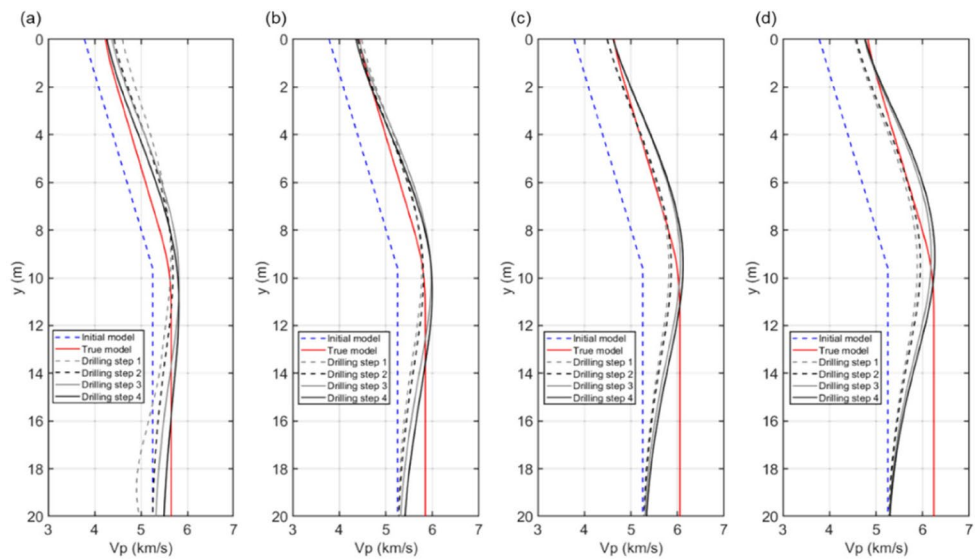 (a)
0
2
4
6
8
10
12
14
16
18
20
y (m)
Initial model
True model
Drilling step 1
Drilling step 2
Drilling step 3
Drilling step 4
3 4 5 6 7
Vp (km/s)
(b)
0
2
4
6
8
10
12
14
16
18
20
y (m)
Initial model
True model
Drilling step 1
Drilling step 2
Drilling step 3
Drilling step 4
3 4 5 6 7
Vp (km/s)
(c)
0
2
4
6
8
10
12
14
16
18
20
y (m)
Initial model
True model
Drilling step 1
Drilling step 2
Drilling step 3
Drilling step 4
3 4 5 6 7
Vp (km/s)
(d)
0
2
4
6
8
10
12
14
16
18
20
y (m)
Initial model
True model
Drilling step 1
Drilling step 2
Drilling step 3
Drilling step 4
3 4 5 6 7
Vp (km/s)